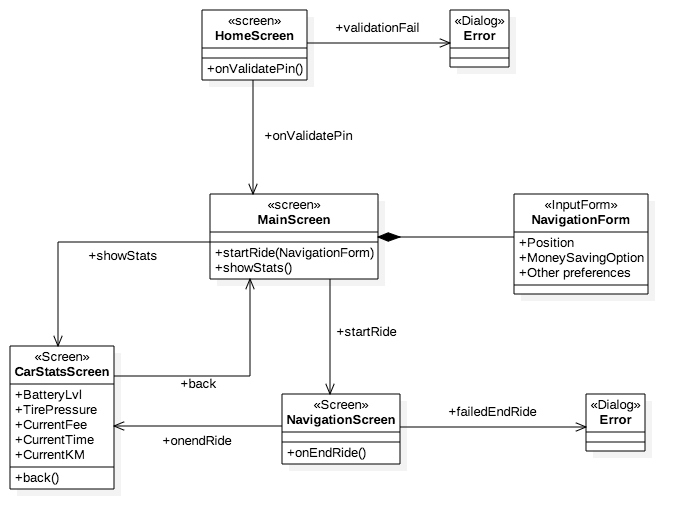 «screen»
HomeScreen
+onValidatePin()
+validationFail
«Dialog»
Error
+onValidatePin
«screen»
MainScreen
+startRide(NavigationForm)
+showStats()
«InputForm»
NavigationForm
+Position
+MoneySavingOption
+Other preferences
+showStats
+startRide
«Screen»
CarStatsScreen
+BatteryLvl
+TirePressure
+CurrentFee
+CurrentTime
+CurrentKM
+back()
+back
«Screen»
NavigationScreen
+onEndRide()
+onendRide
+failedEndRide
«Dialog»
Error